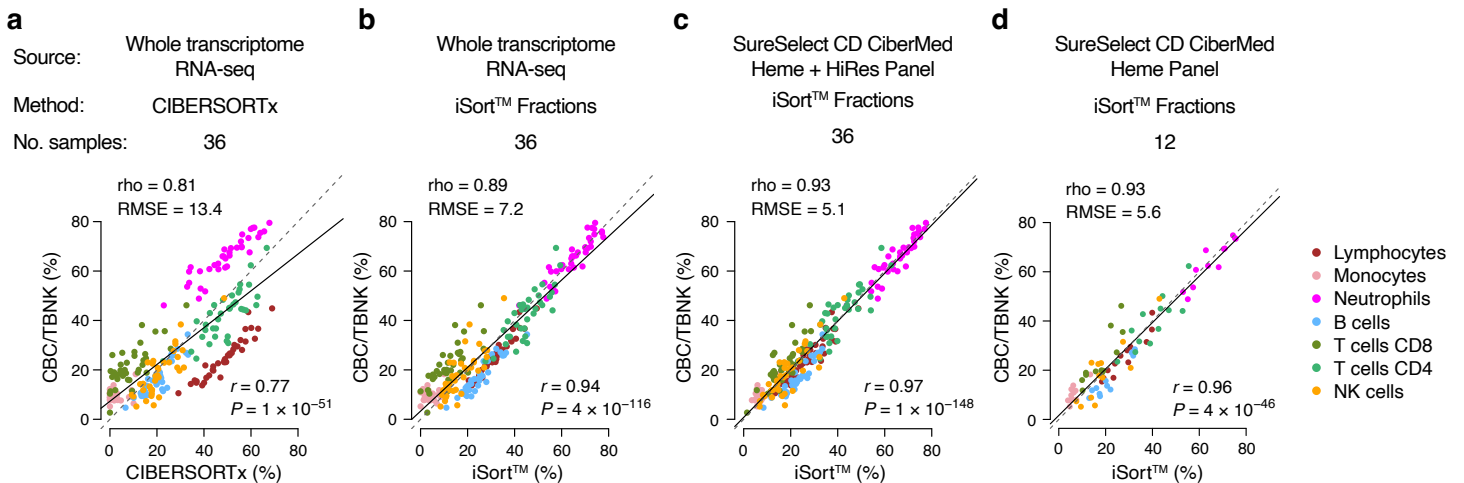 a
Source:
Whole transcriptome
RNA-seq
Method:
CIBERSORTx
No. samples:
36
rho = 0.81
RMSE = 13.4
CBC/TBNK (%)
80
60
40
20
0
r = 0.77
P = 1 × 10⁻⁵¹
0 20 40 60 80
CIBERSORTx (%)
b
Whole transcriptome
RNA-seq
iSort™ Fractions
36
rho = 0.89
RMSE = 7.2
CBC/TBNK (%)
80
60
40
20
0
r = 0.94
P = 4 × 10⁻¹¹⁶
0 20 40 60 80
iSort™ (%)
c
SureSelect CD CiberMed
Heme + HiRes Panel
iSort™ Fractions
36
rho = 0.93
RMSE = 5.1
CBC/TBNK (%)
80
60
40
20
0
r = 0.97
P = 1 × 10⁻¹⁴⁸
0 20 40 60 80
iSort™ (%)
d
SureSelect CD CiberMed
Heme Panel
iSort™ Fractions
12
rho = 0.93
RMSE = 5.6
CBC/TBNK (%)
80
60
40
20
0
r = 0.96
P = 4 × 10⁻⁴⁶
0 20 40 60 80
iSort™ (%)
Lymphocytes
Monocytes
Neutrophils
B cells
T cells CD8
T cells CD4
NK cells